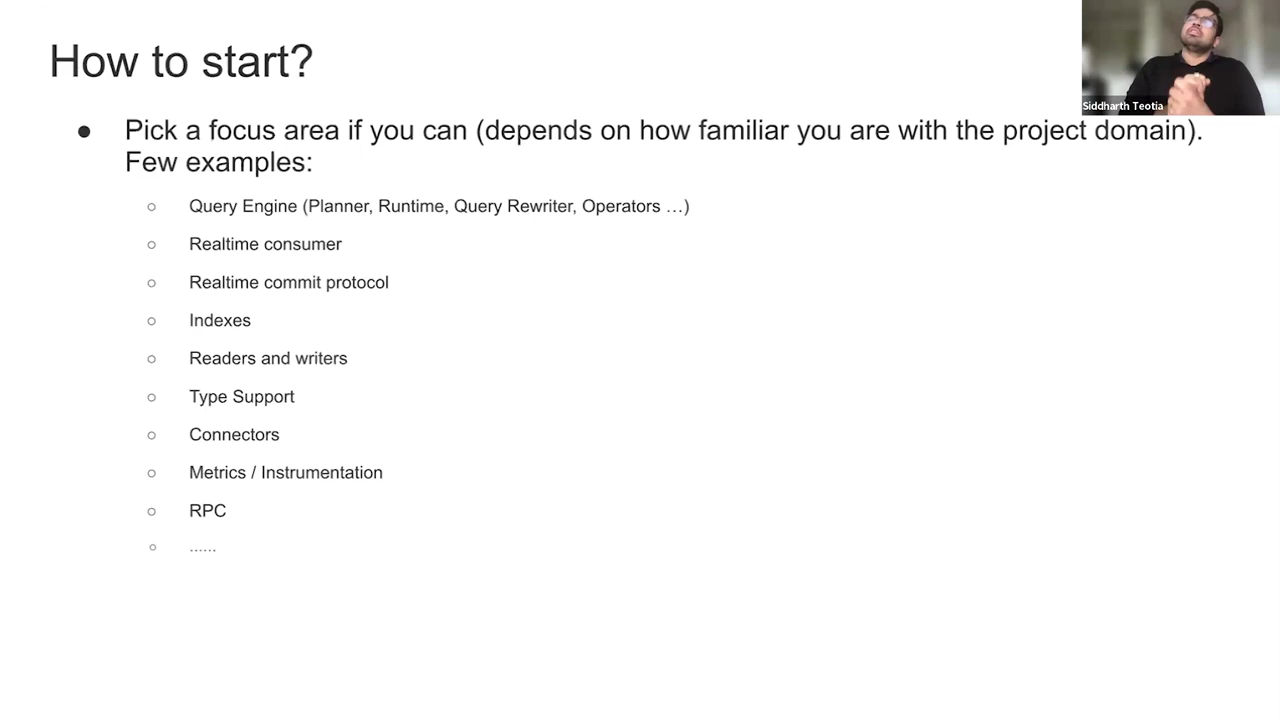 How to start?
Siddharth Teotia
● Pick a focus area if you can (depends on how familiar you are with the project domain).
Few examples:
○ Query Engine (Planner, Runtime, Query Rewriter, Operators …)
○ Realtime consumer
○ Realtime commit protocol
○ Indexes
○ Readers and writers
○ Type Support
○ Connectors
○ Metrics / Instrumentation
○ RPC
○ ......